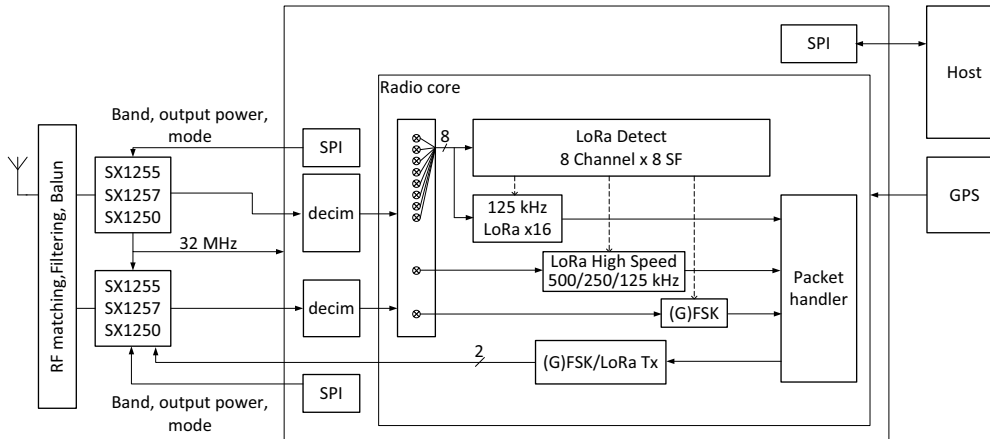 SPI
Host
Radio core
Band, output power,
mode
SPI
8
LoRa Detect
8 Channel x 8 SF
RF matching,Filtering, Balun
SX1255
SX1257
SX1250
decim
125 kHz
LoRa x16
GPS
32 MHz
LoRa High Speed
500/250/125 kHz
Packet
handler
SX1255
SX1257
SX1250
decim
(G)FSK
2
(G)FSK/LoRa Tx
SPI
Band, output power,
mode